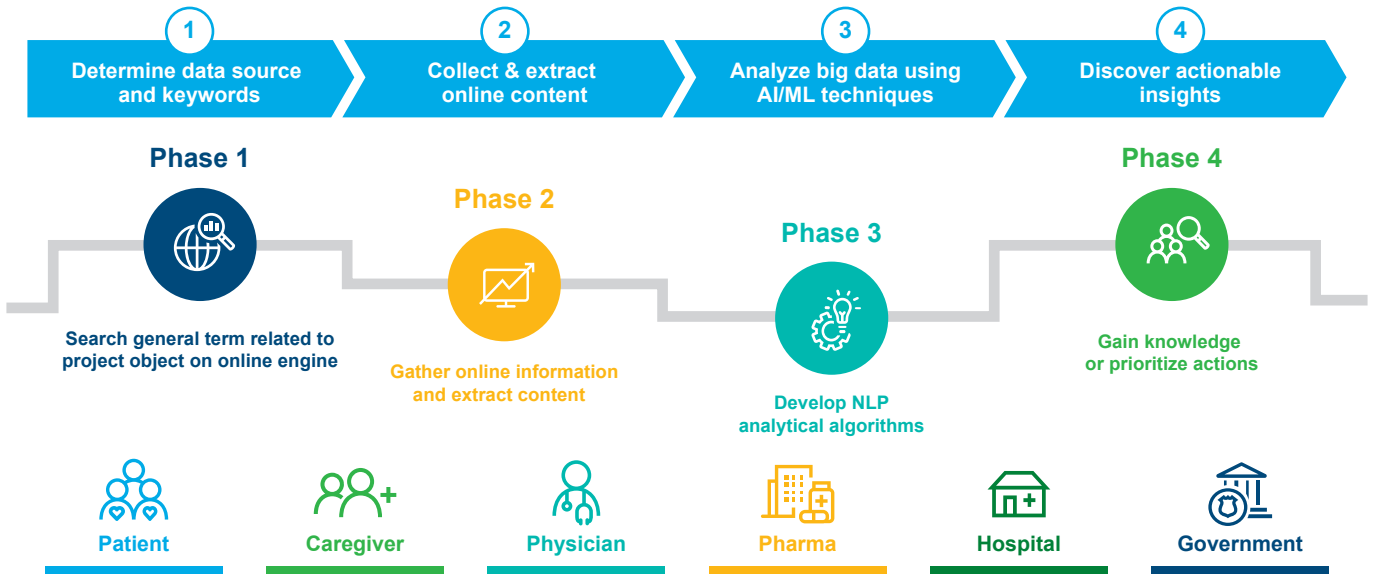 1
Determine data source
and keywords
2
Collect & extract
online content
3
Analyze big data using
AI/ML techniques
4
Discover actionable
insights
Phase 1
Search general term related to
project object on online engine
Phase 2
Gather online information
and extract content
Phase 3
Develop NLP
analytical algorithms
Phase 4
Gain knowledge
or prioritize actions
Patient
Caregiver
Physician
Pharma
Hospital
Government